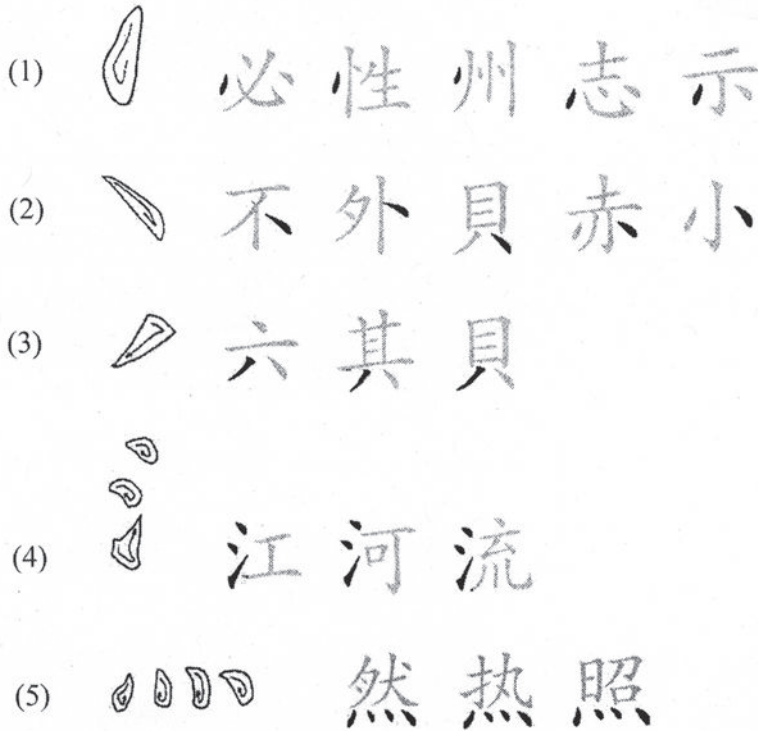 (1) 必 性 州 志 示
(2) 不 外 貝 赤 小
(3) 六 其 貝
(4) 江 河 流
(5) 然 热 照